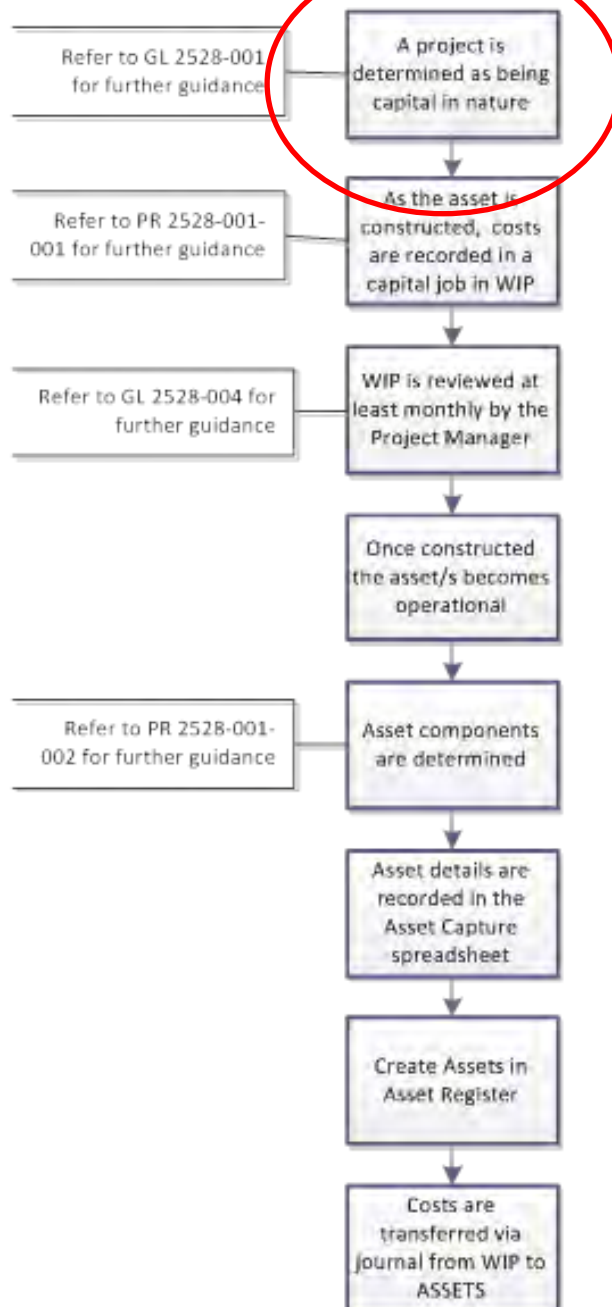 Refer to GL 2528-001
for further guidance
A project is
determined as being
capital in nature
Refer to PR 2528-001-
001 for further guidance
As the asset is
constructed, costs
are recorded in a
capital job in WIP
Refer to GL 2528-004 for
further guidance
WIP is reviewed at
least monthly by the
Project Manager
Once constructed
the asset/s becomes
operational
Refer to PR 2528-001-
002 for further guidance
Asset components
are determined
Asset details are
recorded in the
Asset Capture
spreadsheet
Create Assets in
Asset Register
Costs are
transferred via
journal from WIP to
ASSETS